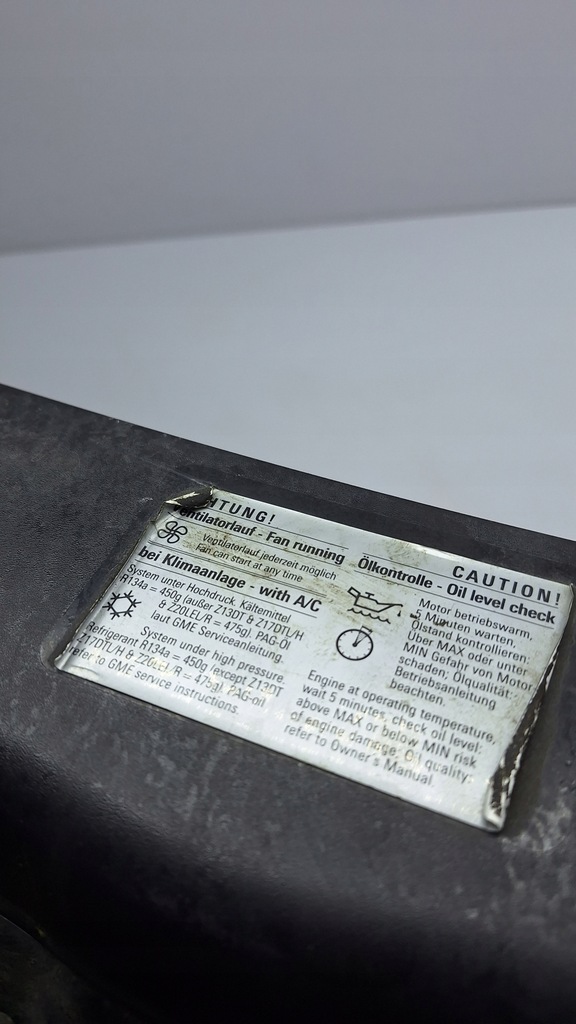 HTUNG!
Ventilatorlauf - Fan running
Ventilatorlauf jederzeit möglich
Fan can start at any time
bei Klimaanlage - with A/C
System unter Hochdruck, Kältemittel
R134a = 450g (außer Z13DT & Z17DTL/H
& Z20LEL/R = 475g). PAG-Öl
laut GME Serviceanleitung.
System under high pressure.
Refrigerant R134a = 450g (except Z13DT
Z17DTL/H & Z20LEL/R = 475g) PAG-oil
refer to GME service instructions.
CAUTION!
Ölkontrolle - Oil level check
Motor betriebswarm,
5 Minuten warten,
Ölstand kontrollieren:
Über MAX oder unter
MIN Gefahr von Motor-
schaden; Ölqualität:
Betriebsanleitung
beachten.
Engine at operating temperature,
wait 5 minutes, check oil level:
above MAX or below MIN risk
of engine damage; Oil quality:
refer to Owner's Manual.